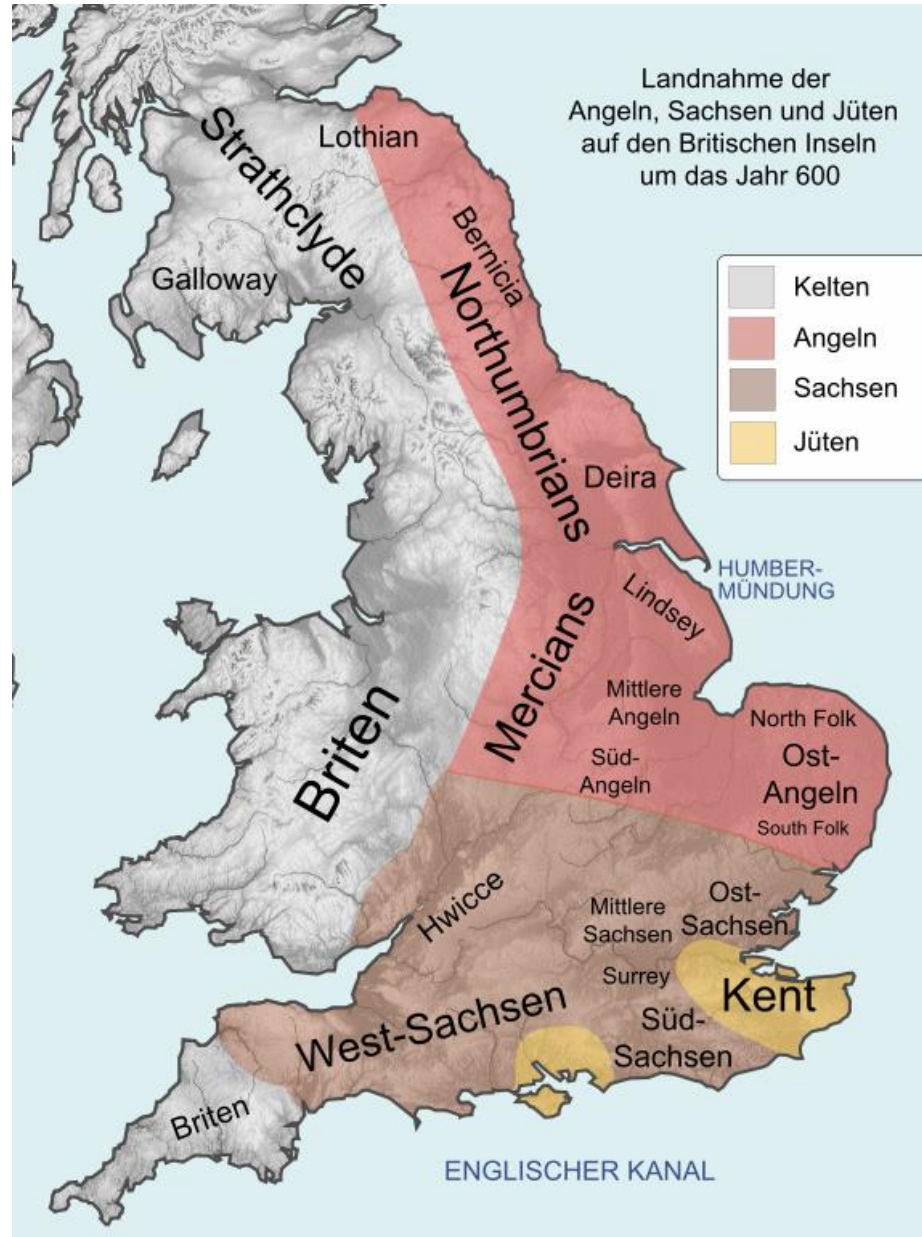 Landnahme der
Angeln, Sachsen und Jüten
auf den Britischen Inseln
um das Jahr 600
Kelten
Angeln
Sachsen
Jüten
Strathclyde
Lothian
Galloway
Bernicia
Northumbrians
Deira
HUMBER-
MÜNDUNG
Lindsey
Mercians
Mittlere
Angeln
Süd-
Angeln
North Folk
Ost-
Angeln
South Folk
Briten
Hwicce
Mittlere
Sachsen
Ost-
Sachsen
Surrey
Kent
West-Sachsen
Süd-
Sachsen
Briten
ENGLISCHER KANAL